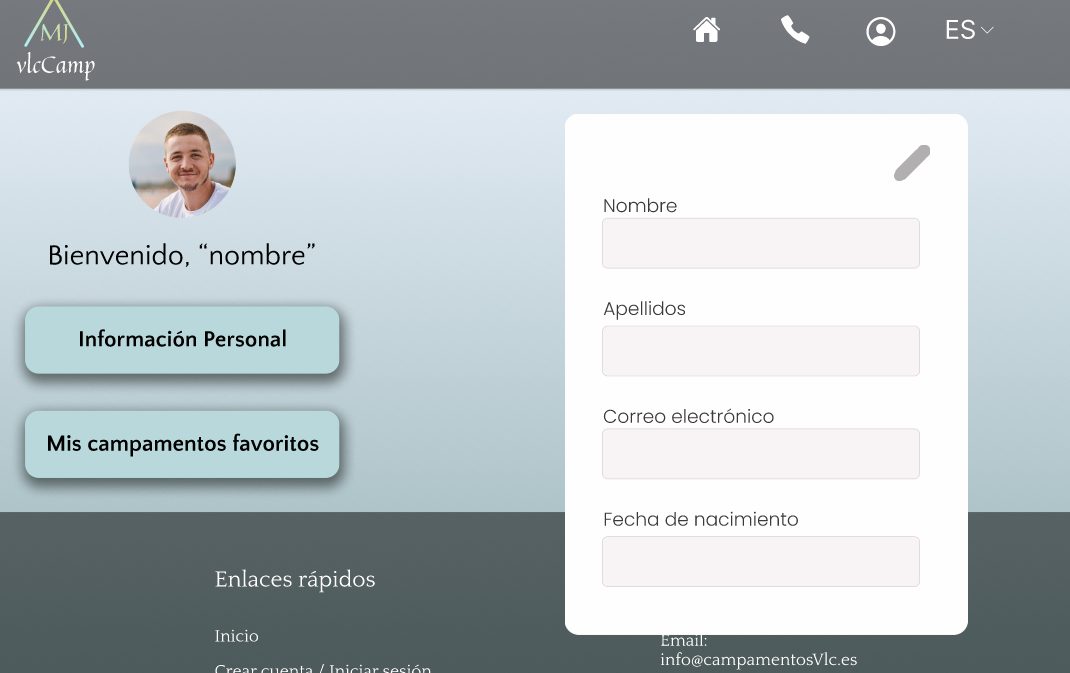 MJ
vlcCamp
ES
Bienvenido, “nombre”
Información Personal
Mis campamentos favoritos
Nombre
Apellidos
Correo electrónico
Fecha de nacimiento
Enlaces rápidos
Inicio
Crear cuenta / Iniciar sesión
Email:
info@campamentosVlc.es